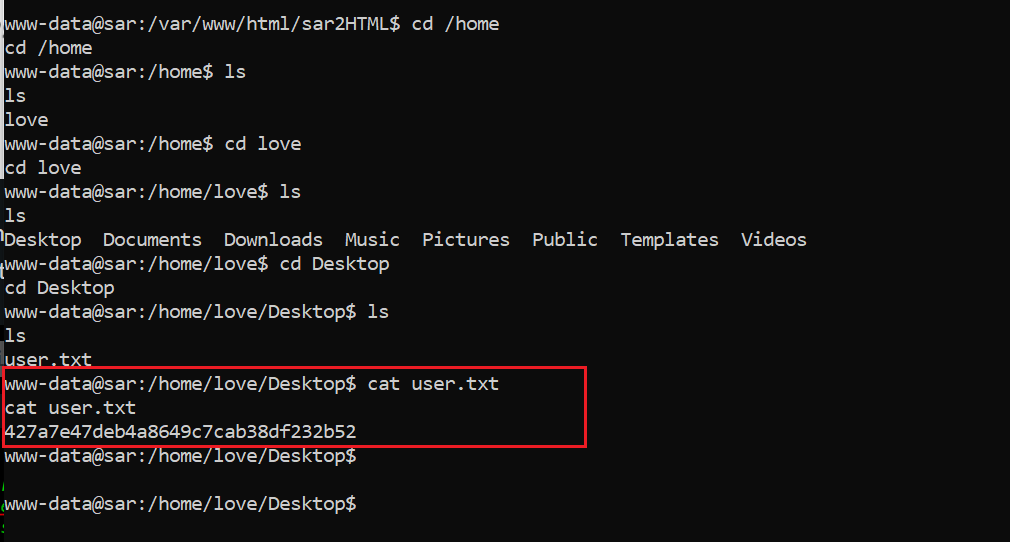 www-data@sar:/var/www/html/sar2HTML$ cd /home
cd /home
www-data@sar:/home$ ls
ls
love
www-data@sar:/home$ cd love
cd love
www-data@sar:/home/love$ ls
ls
Desktop  Documents  Downloads  Music  Pictures  Public  Templates  Videos
www-data@sar:/home/love$ cd Desktop
cd Desktop
www-data@sar:/home/love/Desktop$ ls
ls
user.txt
www-data@sar:/home/love/Desktop$ cat user.txt
cat user.txt
427a7e47deb4a8649c7cab38df232b52
www-data@sar:/home/love/Desktop$
www-data@sar:/home/love/Desktop$